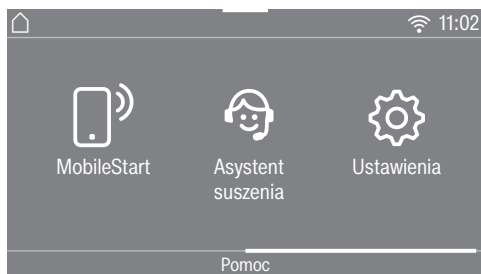 11:02
MobileStart
Asystent
suszenia
Ustawienia
Pomoc